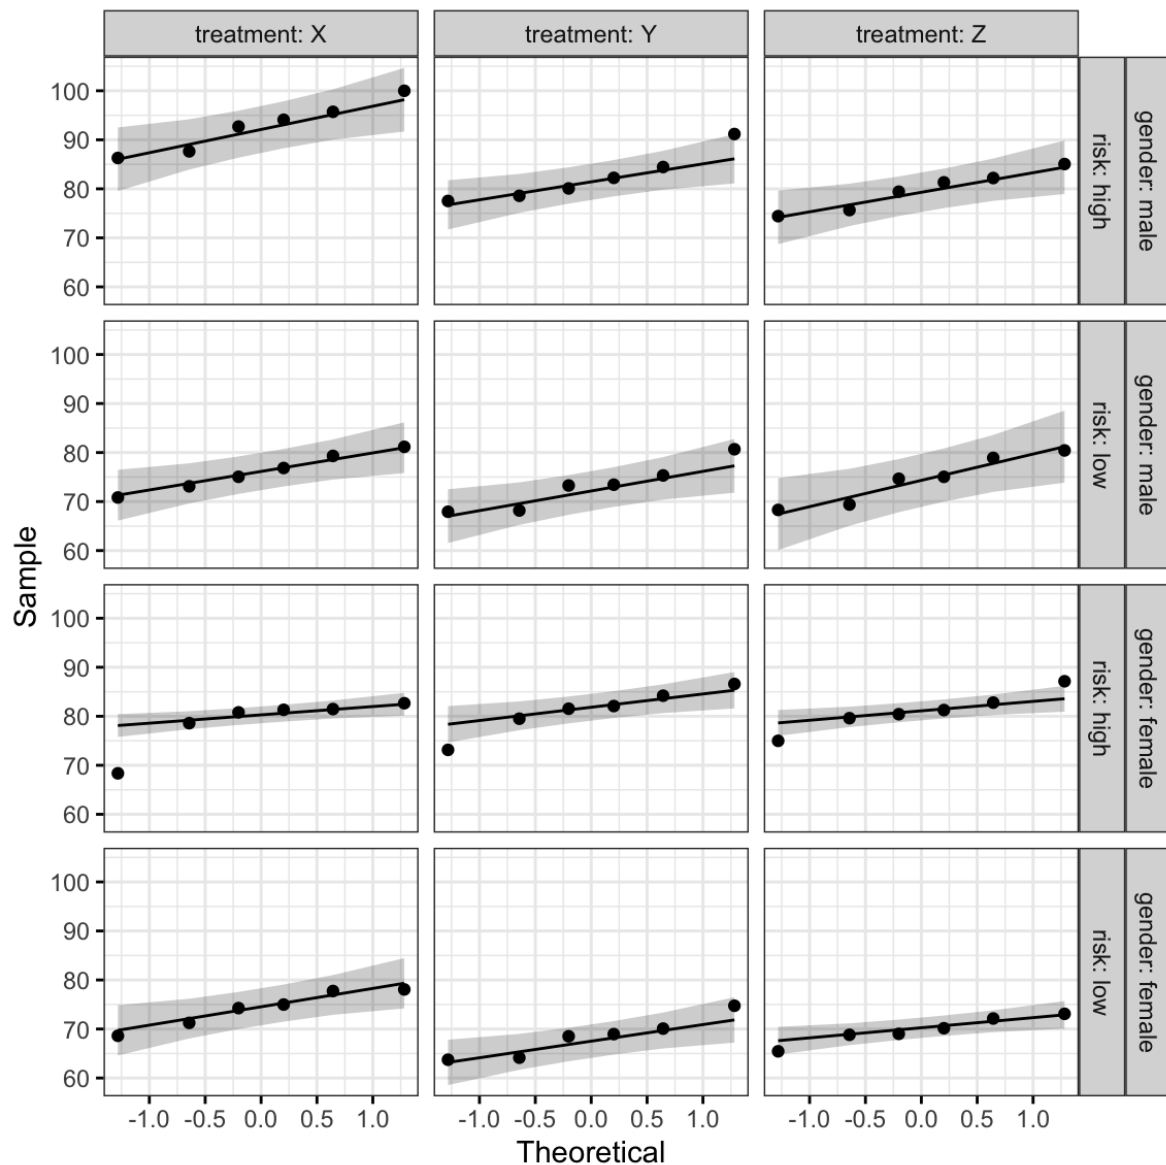 treatment: X
treatment: Y
treatment: Z
100
90
80
70
60
risk: high
gender: male
100
90
80
70
60
risk: low
gender: male
Sample
100
90
80
70
60
risk: high
gender: female
100
90
80
70
60
risk: low
gender: female
-1.0 -0.5 0.0 0.5 1.0
-1.0 -0.5 0.0 0.5 1.0
-1.0 -0.5 0.0 0.5 1.0
Theoretical